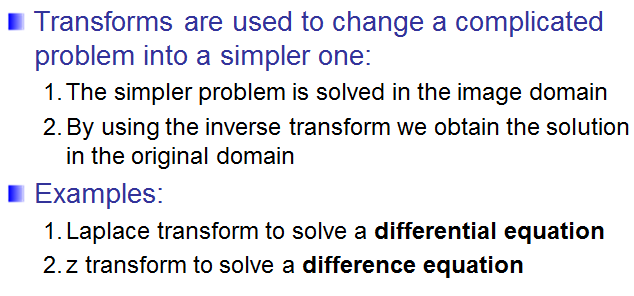 Transforms are used to change a complicated
problem into a simpler one:
1. The simpler problem is solved in the image domain
2. By using the inverse transform we obtain the solution
in the original domain
Examples:
1. Laplace transform to solve a differential equation
2. z transform to solve a difference equation